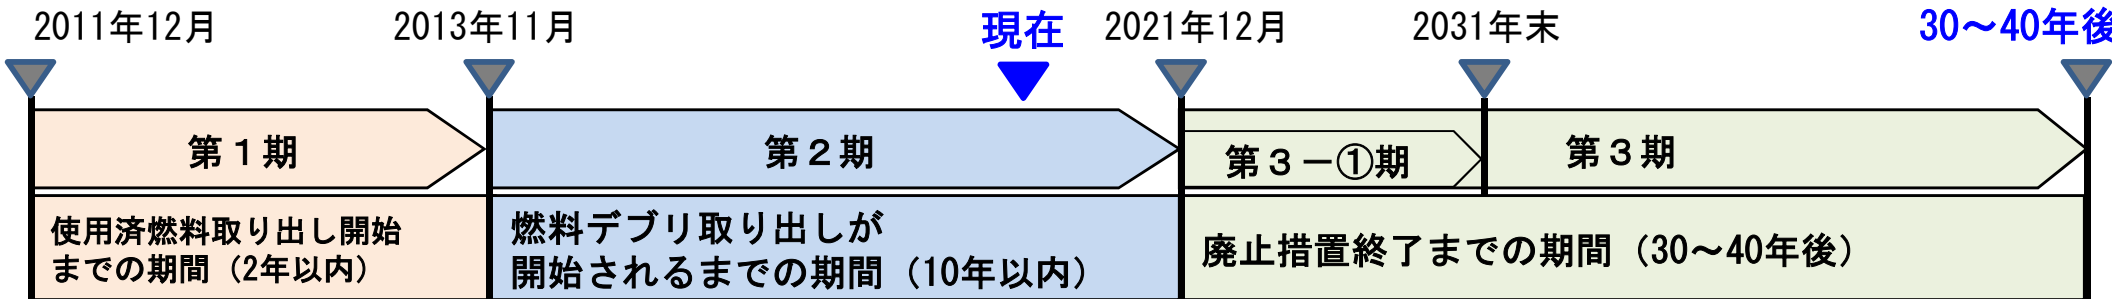 2011年12月
2013年11月
現在
2021年12月
2031年末
30～40年後
第１期
第２期
第３－①期
第３期
使用済燃料取り出し開始
までの期間（2年以内）
燃料デブリ取り出しが
開始されるまでの期間（10年以内）
廃止措置終了までの期間（30～40年後）